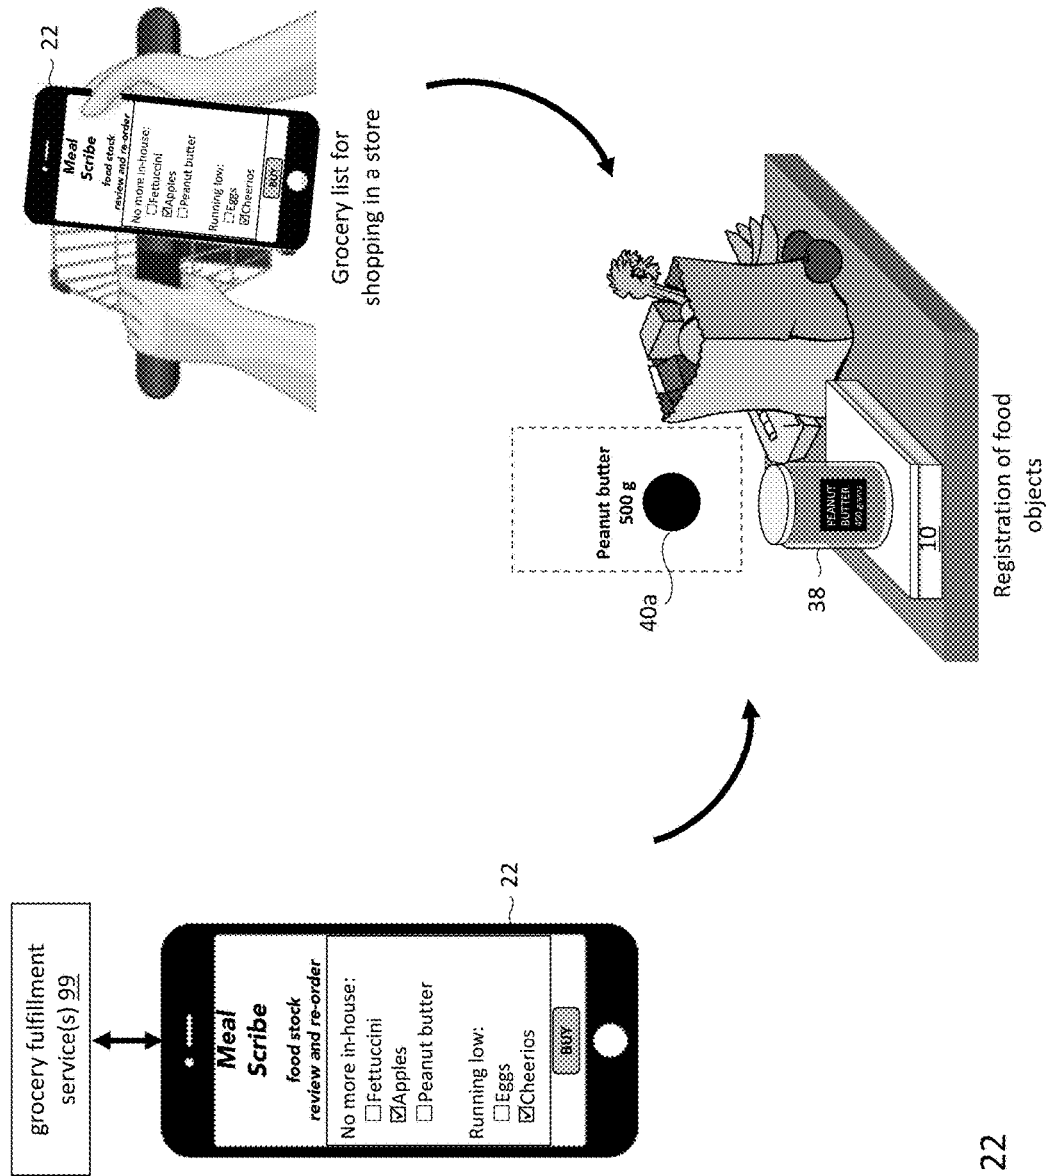 grocery fulfillment
service(s) 99
22
Meal
Scribe
food stock
review and re-order
No more in-house:
☐Fettuccini
☑Apples
☐Peanut butter
Running low:
☐Eggs
☑Cheerios
BUY
22
Meal
Scribe
food stock
review and re-order
No more in-house:
☐Fettuccini
☑Apples
☐Peanut butter
Running low:
☐Eggs
☑Cheerios
BUY
Grocery list for
shopping in a store
Peanut butter
500 g
40a
38
PEANUT
BUTTER
10
Registration of food
objects
22